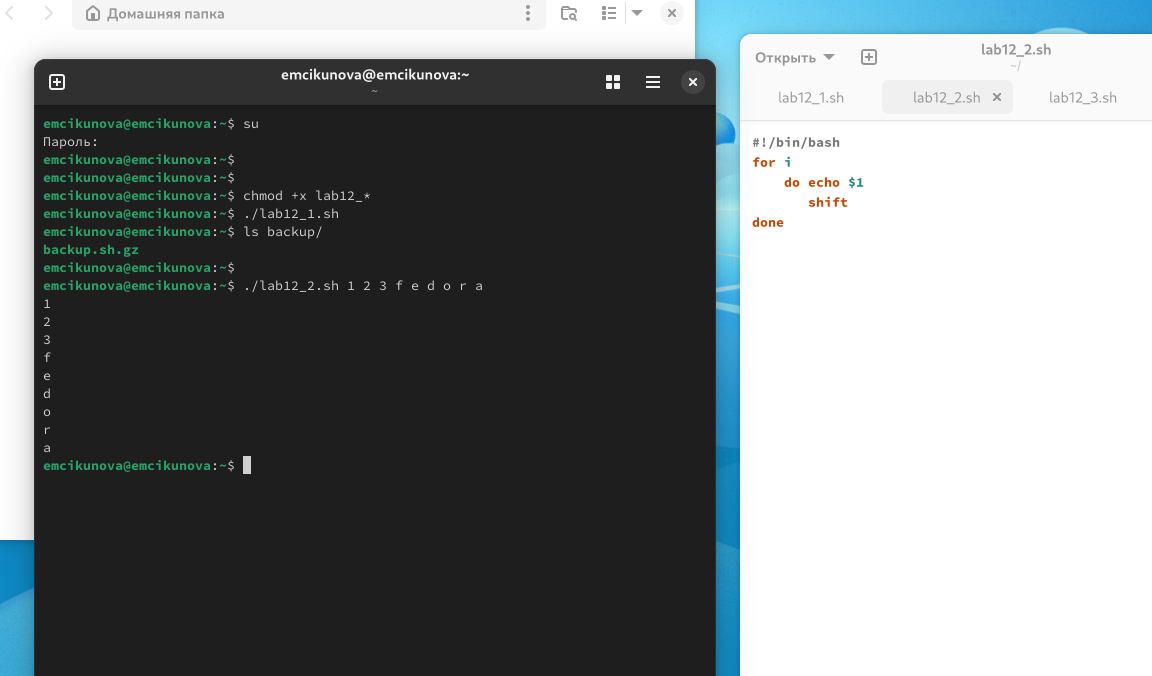 Домашняя папка
emcikunova@emcikunova:~
~
emcikunova@emcikunova:~$ su
Пароль:
emcikunova@emcikunova:~$
emcikunova@emcikunova:~$
emcikunova@emcikunova:~$ chmod +x lab12_*
emcikunova@emcikunova:~$ ./lab12_1.sh
emcikunova@emcikunova:~$ ls backup/
backup.sh.gz
emcikunova@emcikunova:~$
emcikunova@emcikunova:~$ ./lab12_2.sh 1 2 3 f e d o r a
1
2
3
f
e
d
o
r
a
emcikunova@emcikunova:~$
Открыть
lab12_2.sh
~/
lab12_1.sh
lab12_2.sh
lab12_3.sh
#!/bin/bash
for i
    do echo $1
       shift
done